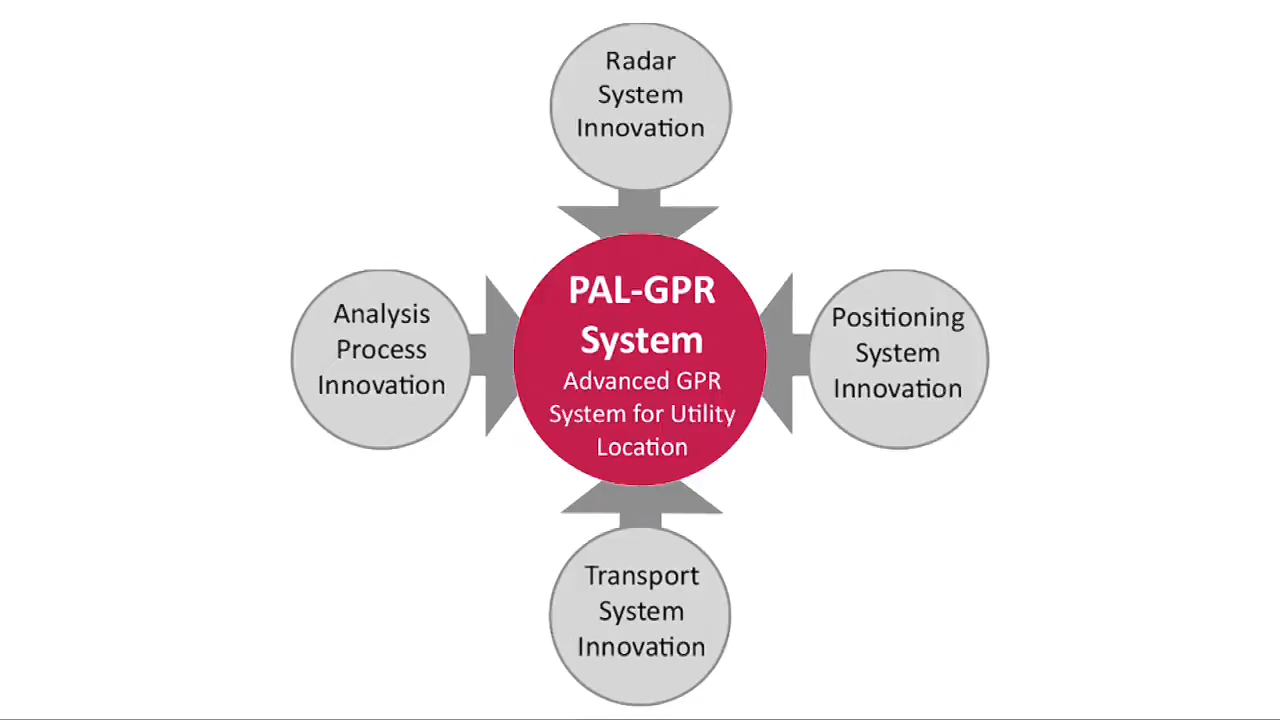 Radar
System
Innovation
Analysis
Process
Innovation
PAL-GPR
System
Advanced GPR
System for Utility
Location
Positioning
System
Innovation
Transport
System
Innovation